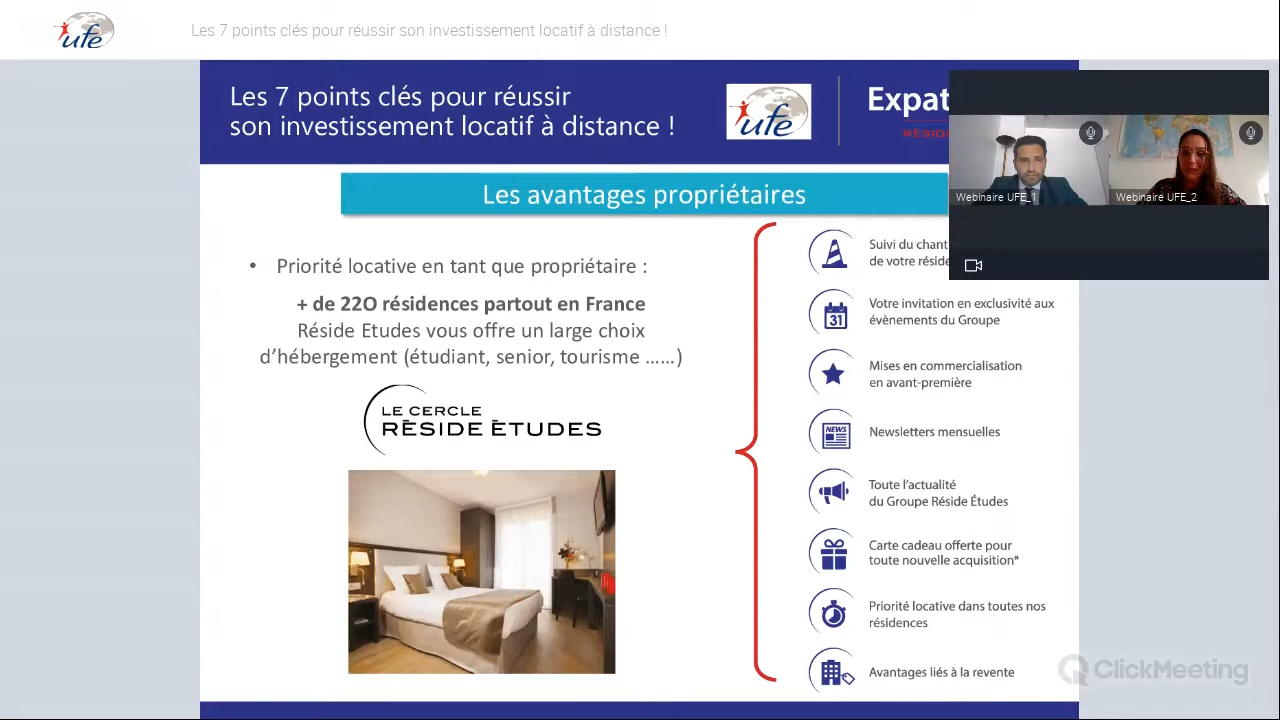 ufe
Les 7 points clés pour réussir son investissement locatif à distance !
Les 7 points clés pour réussir
son investissement locatif à distance !
ufe
Expat
Webinaire UFE_1
Webinaire UFE_2
Les avantages propriétaires
• Priorité locative en tant que propriétaire :
+ de 22O résidences partout en France
Réside Etudes vous offre un large choix
d'hébergement (étudiant, senior, tourisme ……)
LE CERCLE
RĒSIDE ĒTUDES
Suivi du chant
de votre réside
31
Votre invitation en exclusivité aux
évènements du Groupe
Mises en commercialisation
en avant-première
NEWS
Newsletters mensuelles
Toute l'actualité
du Groupe Réside Études
Carte cadeau offerte pour
toute nouvelle acquisition*
Priorité locative dans toutes nos
résidences
Avantages liés à la revente
ClickMeeting